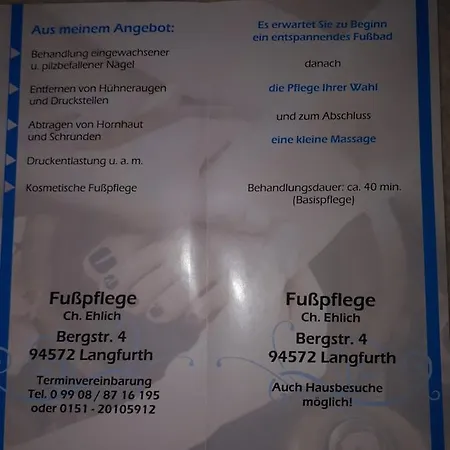 Aus meinem Angebot:
Behandlung eingewachsener
u. pilzbefallener Nägel
Entfernen von Hühneraugen
und Druckstellen
Abtragen von Hornhaut
und Schrunden
Druckentlastung u. a. m.
Kosmetische Fußpflege
Fußpflege
Ch. Ehlich
Bergstr. 4
94572 Langfurth
Terminvereinbarung
Tel. 0 99 08 / 87 16 195
oder 0151 - 20105912
Es erwartet Sie zu Beginn
ein entspannendes Fußbad
danach
die Pflege Ihrer Wahl
und zum Abschluss
eine kleine Massage
Behandlungsdauer: ca. 40 min.
(Basispflege)
Fußpflege
Ch. Ehlich
Bergstr. 4
94572 Langfurth
Auch Hausbesuche
möglich!